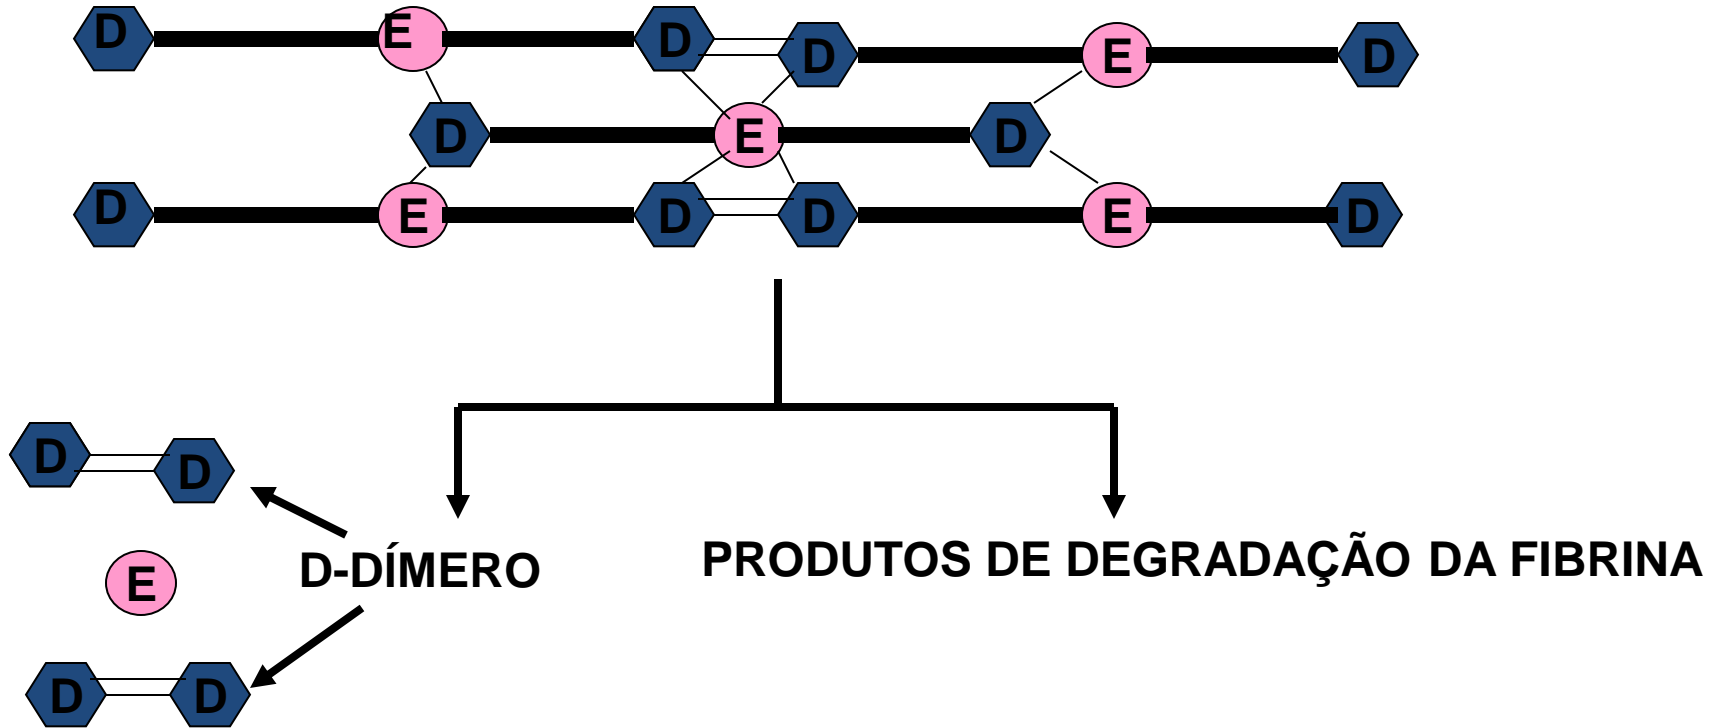 D E D D E D
D E D
D E D D E D
D D
D-DÍMERO PRODUTOS DE DEGRADAÇÃO DA FIBRINA
E
D D